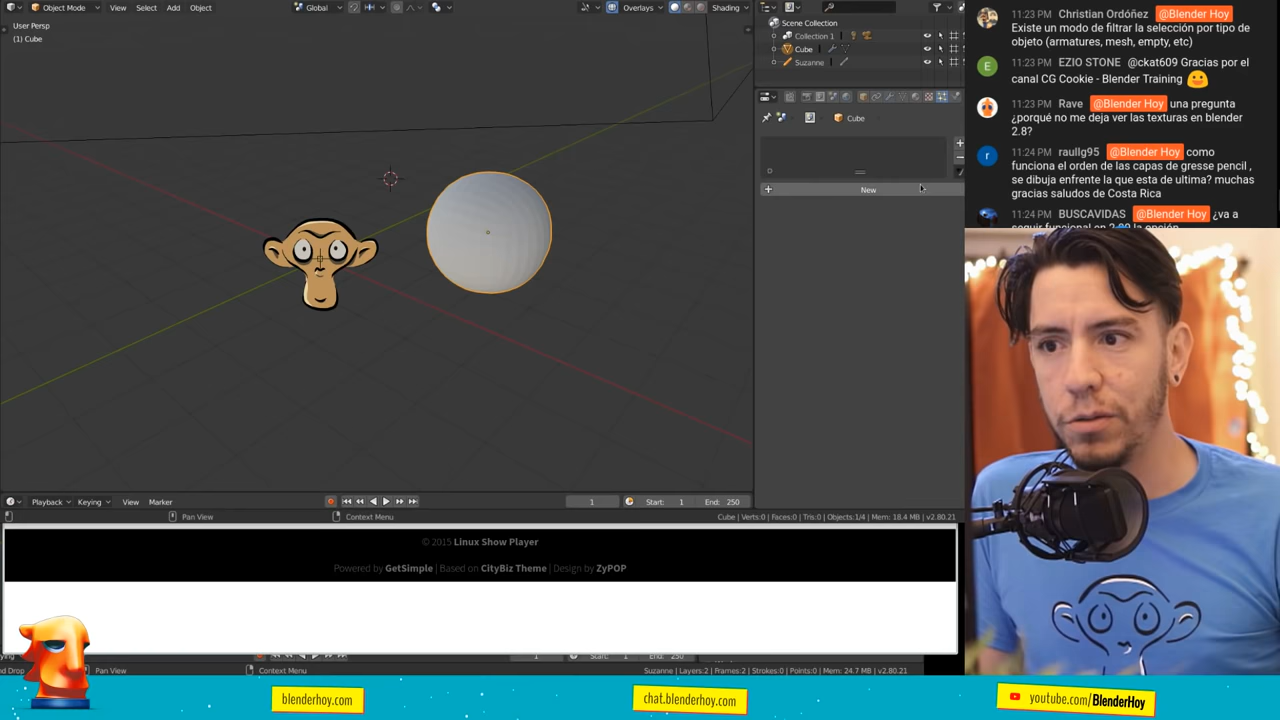 Object Mode View Select Add Object Global Overlays Shading
User Persp
(1) Cube
Scene Collection
Collection 1
Cube
Suzanne
Cube
New
Playback Keying View Marker 1 Start: 1 End: 250
Pan View Context Menu Cube | Verts:0 | Faces:0 | Tris:0 | Objects:1/4 | Mem: 18.4 MB | v2.80.21
© 2015 Linux Show Player
Powered by GetSimple | Based on CityBiz Theme | Design by ZyPOP
1 Start: 1 End: 250
Pan View Context Menu Suzanne | Layers:2 | Frames:2 | Strokes:0 | Points:0 | Mem: 24.7 MB | v2.80.21
11:23 PM Christian Ordóñez @Blender Hoy
Existe un modo de filtrar la selección por tipo de
objeto (armatures, mesh, empty, etc)
11:23 PM EZIO STONE @ckat609 Gracias por el
canal CG Cookie - Blender Training
11:23 PM Rave @Blender Hoy una pregunta
¿porqué no me deja ver las texturas en blender
2.8?
11:24 PM raullg95 @Blender Hoy como
funciona el orden de las capas de gresse pencil ,
se dibuja enfrente la que esta de ultima? muchas
gracias saludos de Costa Rica
11:24 PM BUSCAVIDAS @Blender Hoy ¿va a
blenderhoy.com
chat.blenderhoy.com
youtube.com/BlenderHoy